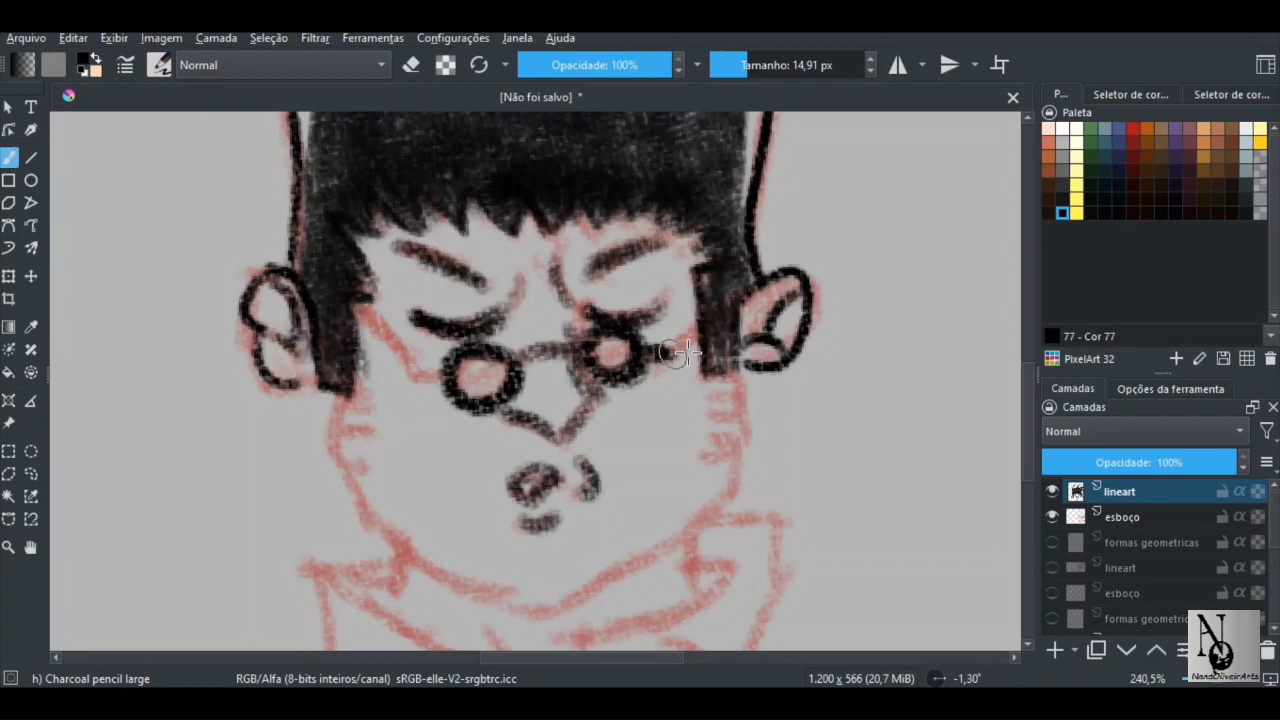 Arquivo Editar Exibir Imagem Camada Seleção Filtrar Ferramentas Configurações Janela Ajuda
Normal Opacidade: 100% Tamanho: 14,91 px
[Não foi salvo] *
P... Seletor de cor... Seletor de cor...
Paleta
77 - Cor 77
PixelArt 32
Camadas Opções da ferramenta
Camadas
Normal
Opacidade: 100%
lineart
esboço
formas geometricas
lineart
esboço
formas geometric
N
NandOliveirArts
h) Charcoal pencil large RGB/Alfa (8-bits inteiros/canal) sRGB-elle-V2-srgbtrc.icc 1.200 x 566 (20,7 MiB) -1,30° 240,5%